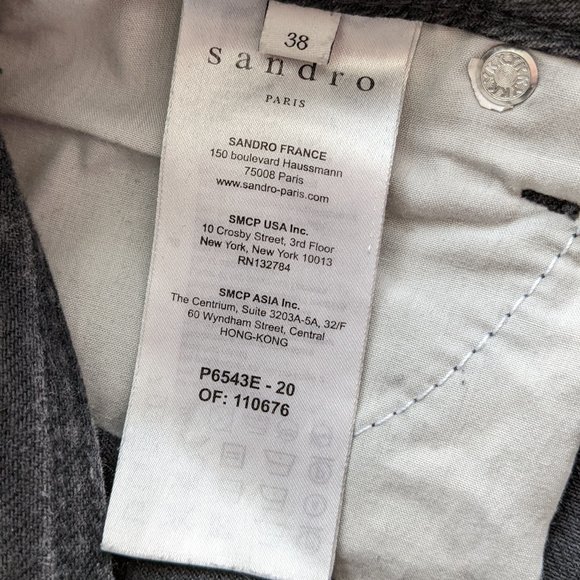 38
sandro
PARIS
SANDRO FRANCE
150 boulevard Haussmann
75008 Paris
www.sandro-paris.com
SMCP USA Inc.
10 Crosby Street, 3rd Floor
New York, New York 10013
RN132784
SMCP ASIA Inc.
The Centrium, Suite 3203A-5A, 32/F
60 Wyndham Street, Central
HONG-KONG
P6543E - 20
OF: 110676